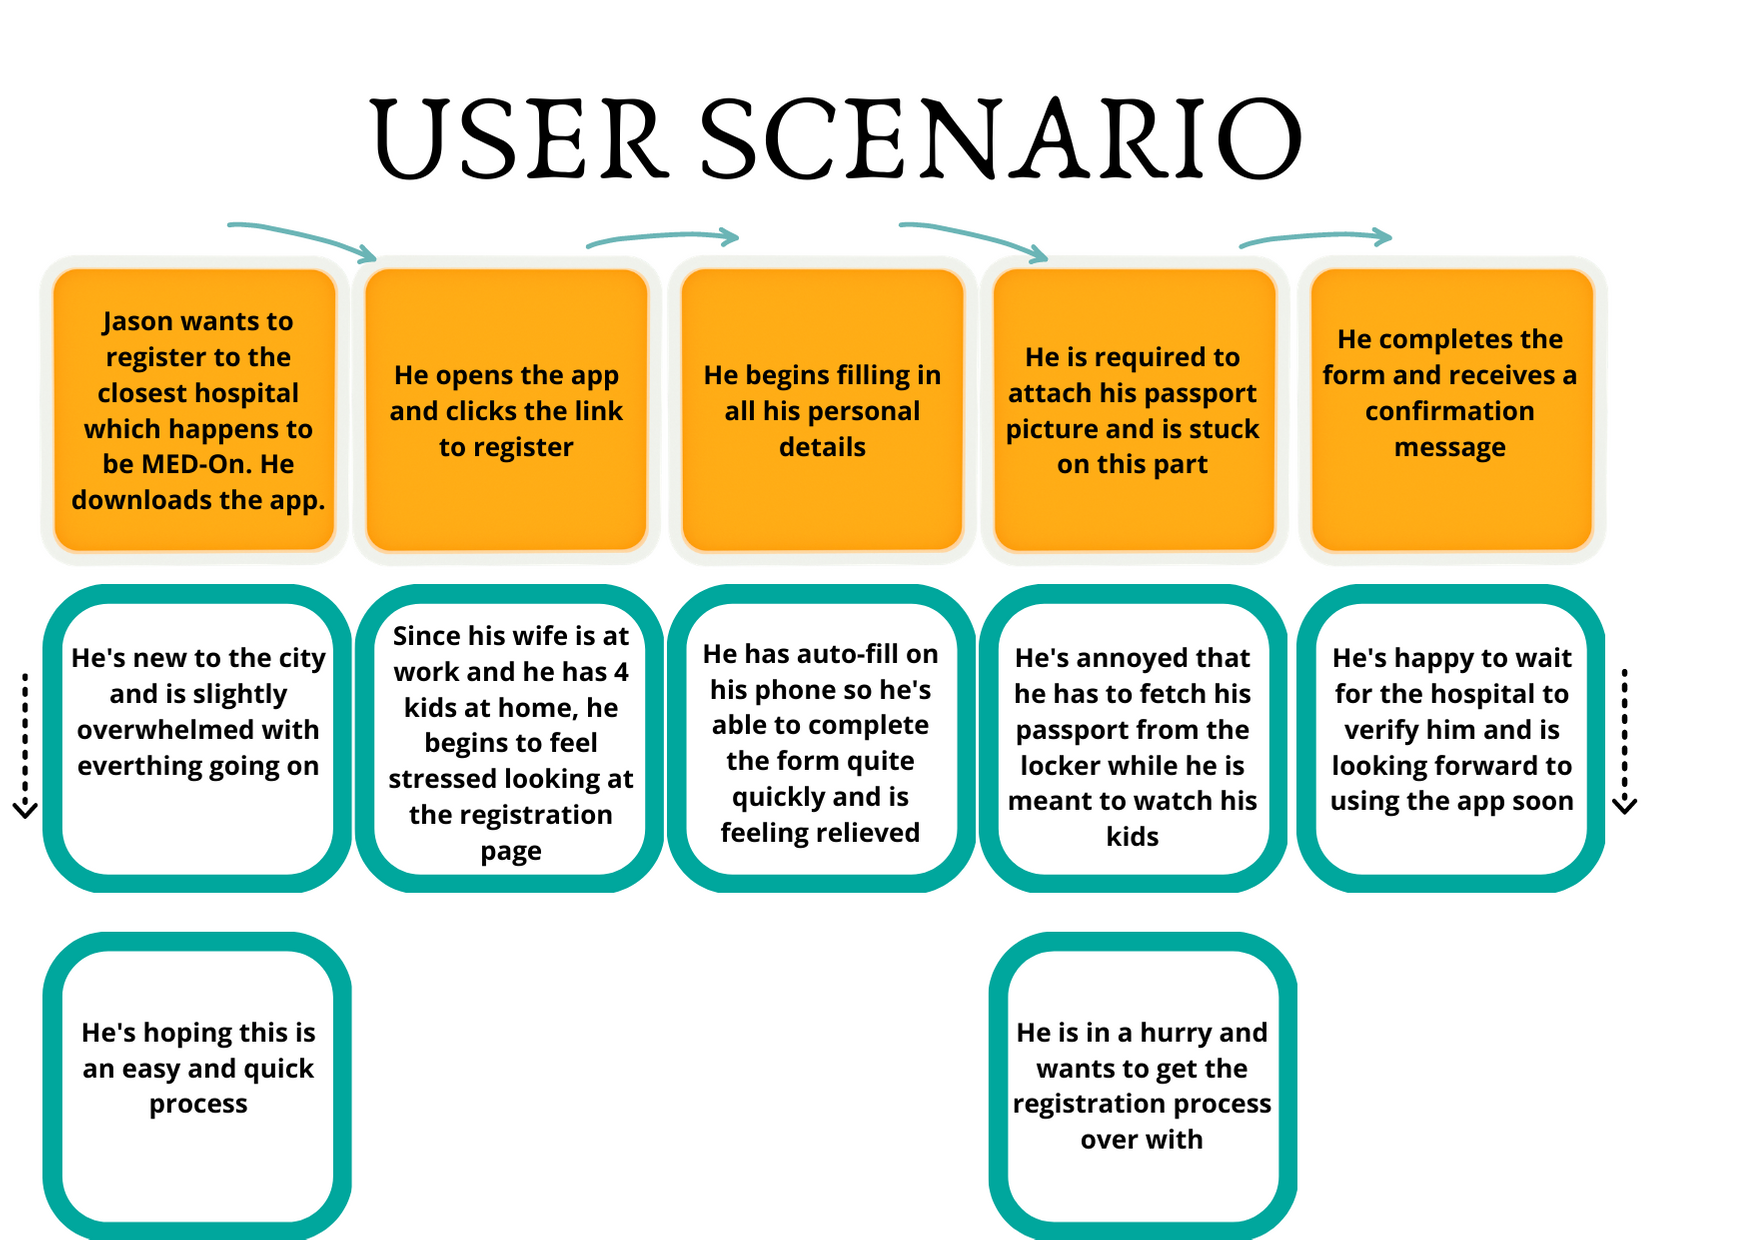 USER SCENARIO
Jason wants to
register to the
closest hospital
which happens to
be MED-On. He
downloads the app.
He opens the app
and clicks the link
to register
He begins filling in
all his personal
details
He is required to
attach his passport
picture and is stuck
on this part
He completes the
form and receives a
confirmation
message
He's new to the city
and is slightly
overwhelmed with
everthing going on
Since his wife is at
work and he has 4
kids at home, he
begins to feel
stressed looking at
the registration
page
He has auto-fill on
his phone so he's
able to complete
the form quite
quickly and is
feeling relieved
He's annoyed that
he has to fetch his
passport from the
locker while he is
meant to watch his
kids
He's happy to wait
for the hospital to
verify him and is
looking forward to
using the app soon
He's hoping this is
an easy and quick
process
He is in a hurry and
wants to get the
registration process
over with